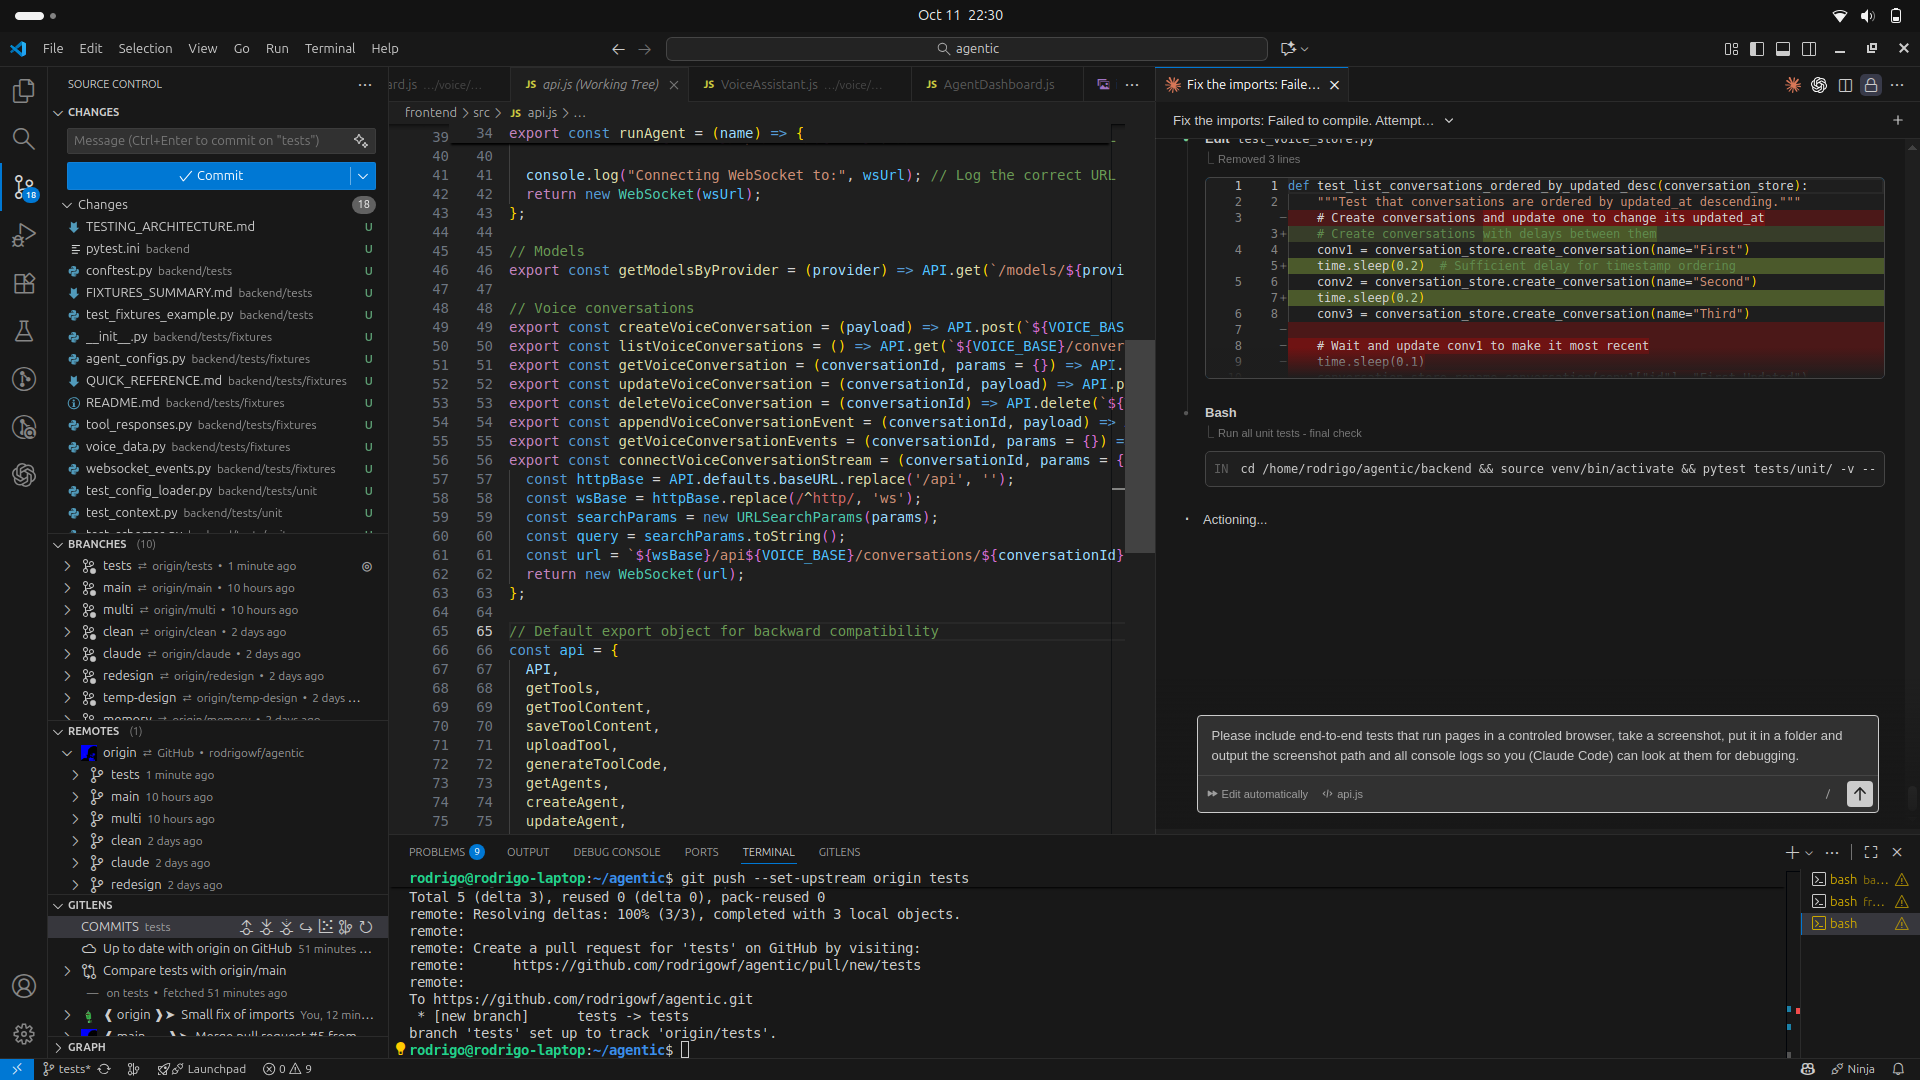 Oct 11  22:30
File  Edit  Selection  View  Go  Run  Terminal  Help
agentic
SOURCE CONTROL
CHANGES
Message (Ctrl+Enter to commit on "tests")
Commit
Changes 18
TESTING_ARCHITECTURE.md U
pytest.ini backend U
conftest.py backend/tests U
FIXTURES_SUMMARY.md backend/tests U
test_fixtures_example.py backend/tests U
__init__.py backend/tests/fixtures U
agent_configs.py backend/tests/fixtures U
QUICK_REFERENCE.md backend/tests/fixtures U
README.md backend/tests/fixtures U
tool_responses.py backend/tests/fixtures U
voice_data.py backend/tests/fixtures U
websocket_events.py backend/tests/fixtures U
test_config_loader.py backend/tests/unit U
test_context.py backend/tests/unit U
BRANCHES (10)
tests ⇄ origin/tests • 1 minute ago
main ⇄ origin/main • 10 hours ago
multi ⇄ origin/multi • 10 hours ago
clean ⇄ origin/clean • 2 days ago
claude ⇄ origin/claude • 2 days ago
redesign ⇄ origin/redesign • 2 days ago
temp-design ⇄ origin/temp-design • 2 days …
memory ⇄ origin/memory • 2 days ago
REMOTES (1)
origin ⇄ GitHub • rodrigowf/agentic
tests 1 minute ago
main 10 hours ago
multi 10 hours ago
clean 2 days ago
claude 2 days ago
redesign 2 days ago
GITLENS
COMMITS tests
Up to date with origin on GitHub 51 minutes …
Compare tests with origin/main
— on tests • fetched 51 minutes ago
❰ origin ❱➤ Small fix of imports You, 12 min…
❰ main Merge pull request #5 from
GRAPH
ard.js …/voice/…
JS api.js (Working Tree)
JS VoiceAssistant.js …/voice/…
JS AgentDashboard.js
frontend > src > JS api.js > …
39 34 export const runAgent = (name) => {
40 40
41 41 console.log("Connecting WebSocket to:", wsUrl); // Log the correct URL
42 42 return new WebSocket(wsUrl);
43 43 };
44 44
45 45 // Models
46 46 export const getModelsByProvider = (provider) => API.get(`/models/${provi
47 47
48 48 // Voice conversations
49 49 export const createVoiceConversation = (payload) => API.post(`${VOICE_BAS
50 50 export const listVoiceConversations = () => API.get(`${VOICE_BASE}/conver
51 51 export const getVoiceConversation = (conversationId, params = {}) => API.
52 52 export const updateVoiceConversation = (conversationId, payload) => API.p
53 53 export const deleteVoiceConversation = (conversationId) => API.delete(`${
54 54 export const appendVoiceConversationEvent = (conversationId, payload) =>
55 55 export const getVoiceConversationEvents = (conversationId, params = {}) =
56 56 export const connectVoiceConversationStream = (conversationId, params = {
57 57 const httpBase = API.defaults.baseURL.replace('/api', '');
58 58 const wsBase = httpBase.replace(/^http/, 'ws');
59 59 const searchParams = new URLSearchParams(params);
60 60 const query = searchParams.toString();
61 61 const url = `${wsBase}/api${VOICE_BASE}/conversations/${conversationId}
62 62 return new WebSocket(url);
63 63 };
64 64
65 65 // Default export object for backward compatibility
66 66 const api = {
67 67 API,
68 68 getTools,
69 69 getToolContent,
70 70 saveToolContent,
71 71 uploadTool,
72 72 generateToolCode,
73 73 getAgents,
74 74 createAgent,
75 75 updateAgent,
Fix the imports: Faile…
Fix the imports: Failed to compile. Attempt…
Edit test_voice_store.py
Removed 3 lines
1 1 def test_list_conversations_ordered_by_updated_desc(conversation_store):
2 2 """Test that conversations are ordered by updated_at descending."""
3 − # Create conversations and update one to change its updated_at
3 + # Create conversations with delays between them
4 4 conv1 = conversation_store.create_conversation(name="First")
5 + time.sleep(0.2)  # Sufficient delay for timestamp ordering
5 6 conv2 = conversation_store.create_conversation(name="Second")
7 + time.sleep(0.2)
6 8 conv3 = conversation_store.create_conversation(name="Third")
7 −
8 − # Wait and update conv1 to make it most recent
9 − time.sleep(0.1)
Bash
Run all unit tests - final check
IN cd /home/rodrigo/agentic/backend && source venv/bin/activate && pytest tests/unit/ -v --
Actioning...
Please include end-to-end tests that run pages in a controled browser, take a screenshot, put it in a folder and
output the screenshot path and all console logs so you (Claude Code) can look at them for debugging.
Edit automatically  api.js  /
PROBLEMS 9  OUTPUT  DEBUG CONSOLE  PORTS  TERMINAL  GITLENS
rodrigo@rodrigo-laptop:~/agentic$ git push --set-upstream origin tests
Total 5 (delta 3), reused 0 (delta 0), pack-reused 0
remote: Resolving deltas: 100% (3/3), completed with 3 local objects.
remote:
remote: Create a pull request for 'tests' on GitHub by visiting:
remote:      https://github.com/rodrigowf/agentic/pull/new/tests
remote:
To https://github.com/rodrigowf/agentic.git
 * [new branch]      tests -> tests
branch 'tests' set up to track 'origin/tests'.
rodrigo@rodrigo-laptop:~/agentic$
bash ba…
bash fr…
bash
18
tests*  Launchpad  0  9  Ninja